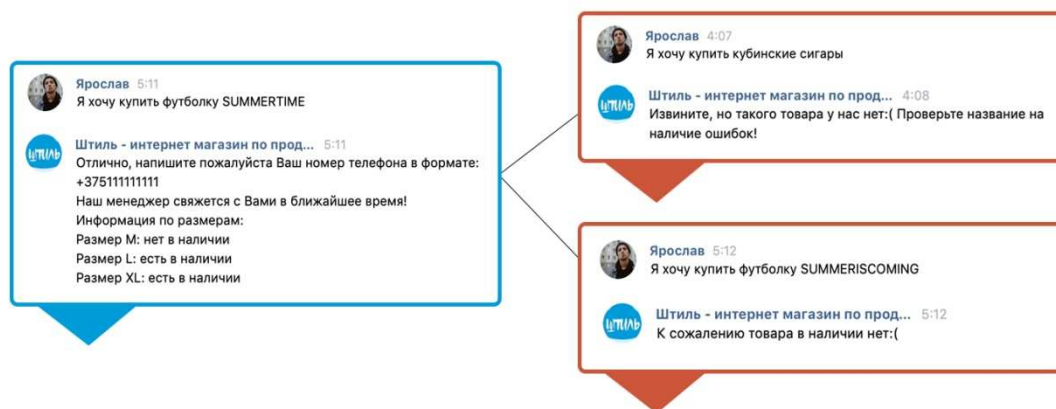 Ярослав 5:11
Я хочу купить футболку SUMMERTIME
ШТИЛЬ
Штиль - интернет магазин по прод... 5:11
Отлично, напишите пожалуйста Ваш номер телефона в формате:
+375111111111
Наш менеджер свяжется с Вами в ближайшее время!
Информация по размерам:
Размер M: нет в наличии
Размер L: есть в наличии
Размер XL: есть в наличии
Ярослав 4:07
Я хочу купить кубинские сигары
ШТИЛЬ
Штиль - интернет магазин по прод... 4:08
Извините, но такого товара у нас нет:( Проверьте название на
наличие ошибок!
Ярослав 5:12
Я хочу купить футболку SUMMERISCOMING
ШТИЛЬ
Штиль - интернет магазин по прод... 5:12
К сожалению товара в наличии нет:(